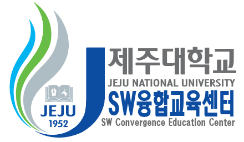 제주대학교
JEJU NATIONAL UNIVERSITY
SW융합교육센터
SW Convergence Education Center
JEJU
1952